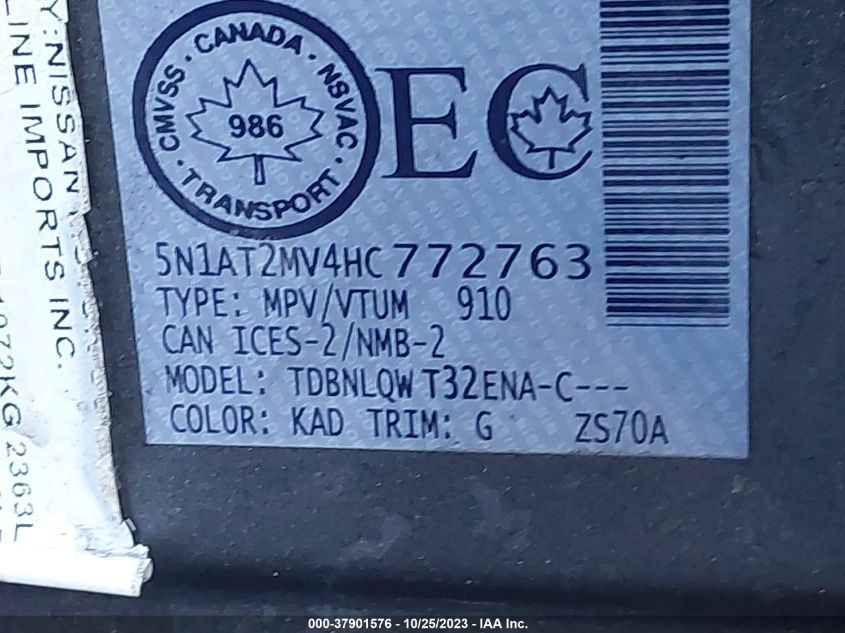 CMVSS · CANADA · NSVAC ·
986
TRANSPORT
EC
5N1AT2MV4HC772763
TYPE: MPV/VTUM 910
CAN ICES-2/NMB-2
MODEL: TDBNLQW T32ENA-C---
COLOR: KAD TRIM: G ZS70A
Y:NISSAN
LINE IMPORTS INC.
2363L
000-37901576 - 10/25/2023 - IAA Inc.